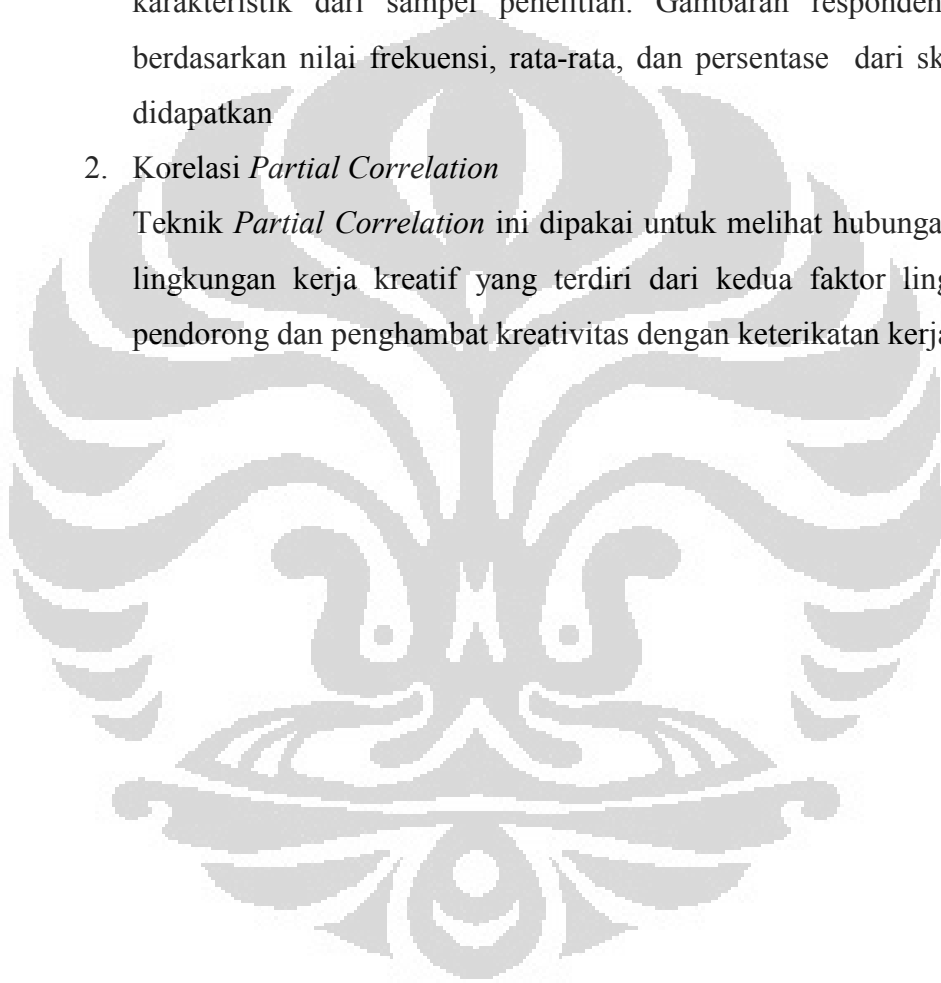 karakteristik dari sampel penelitian. Gambaran responden
berdasarkan nilai frekuensi, rata-rata, dan persentase dari sk
didapatkan
2. Korelasi Partial Correlation
Teknik Partial Correlation ini dipakai untuk melihat hubunga
lingkungan kerja kreatif yang terdiri dari kedua faktor ling
pendorong dan penghambat kreativitas dengan keterikatan kerja